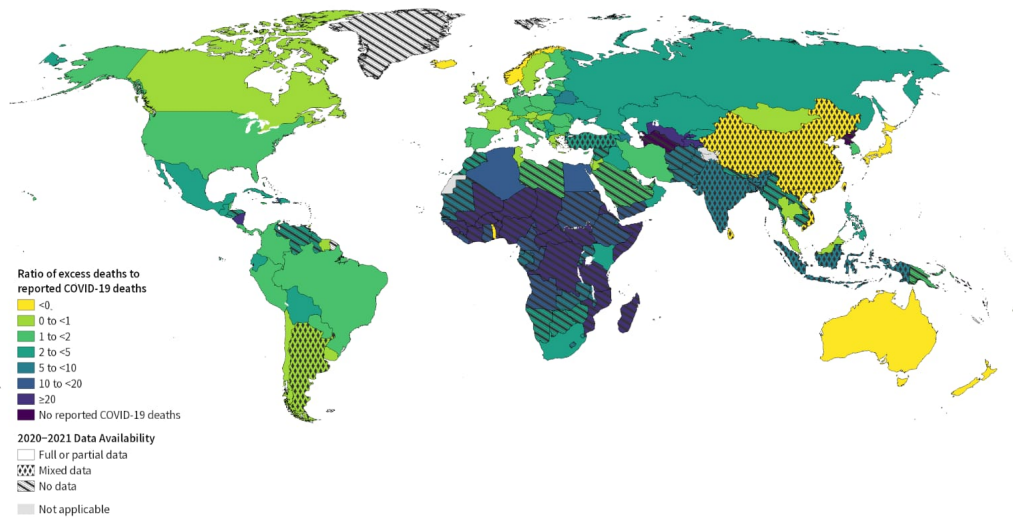 Ratio of excess deaths to
reported COVID-19 deaths
<0
0 to <1
1 to <2
2 to <5
5 to <10
10 to <20
≥20
No reported COVID-19 deaths
2020–2021 Data Availability
Full or partial data
Mixed data
No data
Not applicable